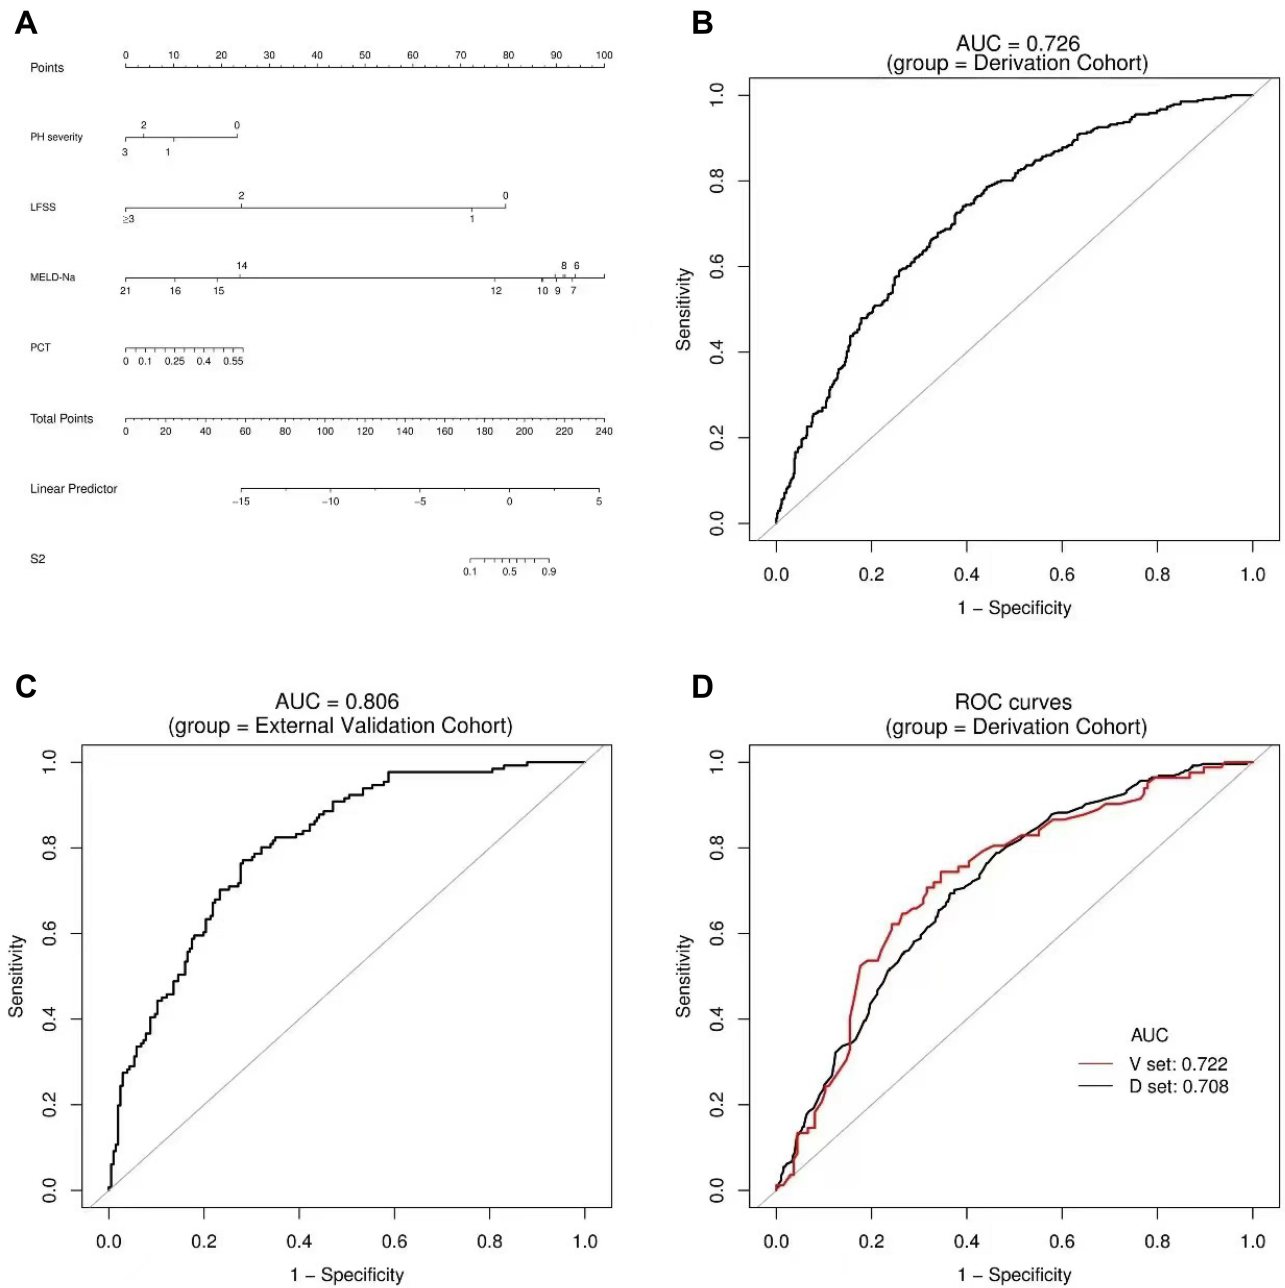 A
0 10 20 30 40 50 60 70 80 90 100
Points
2 0
PH severity
3 1
2 0
LFSS
≥3 1
14 8 6
MELD-Na
21 16 15 12 10 9 7
PCT
0 0.1 0.25 0.4 0.55
Total Points
0 20 40 60 80 100 120 140 160 180 200 220 240
Linear Predictor
−15 −10 −5 0 5
S2
0.1 0.5 0.9
B
AUC = 0.726
(group = Derivation Cohort)
1.0
0.8
0.6
0.4
0.2
0.0
Sensitivity
0.0 0.2 0.4 0.6 0.8 1.0
1 − Specificity
C
AUC = 0.806
(group = External Validation Cohort)
1.0
0.8
0.6
0.4
0.2
0.0
Sensitivity
0.0 0.2 0.4 0.6 0.8 1.0
1 − Specificity
D
ROC curves
(group = Derivation Cohort)
1.0
0.8
0.6
0.4
0.2
0.0
Sensitivity
AUC
V set: 0.722
D set: 0.708
0.0 0.2 0.4 0.6 0.8 1.0
1 − Specificity